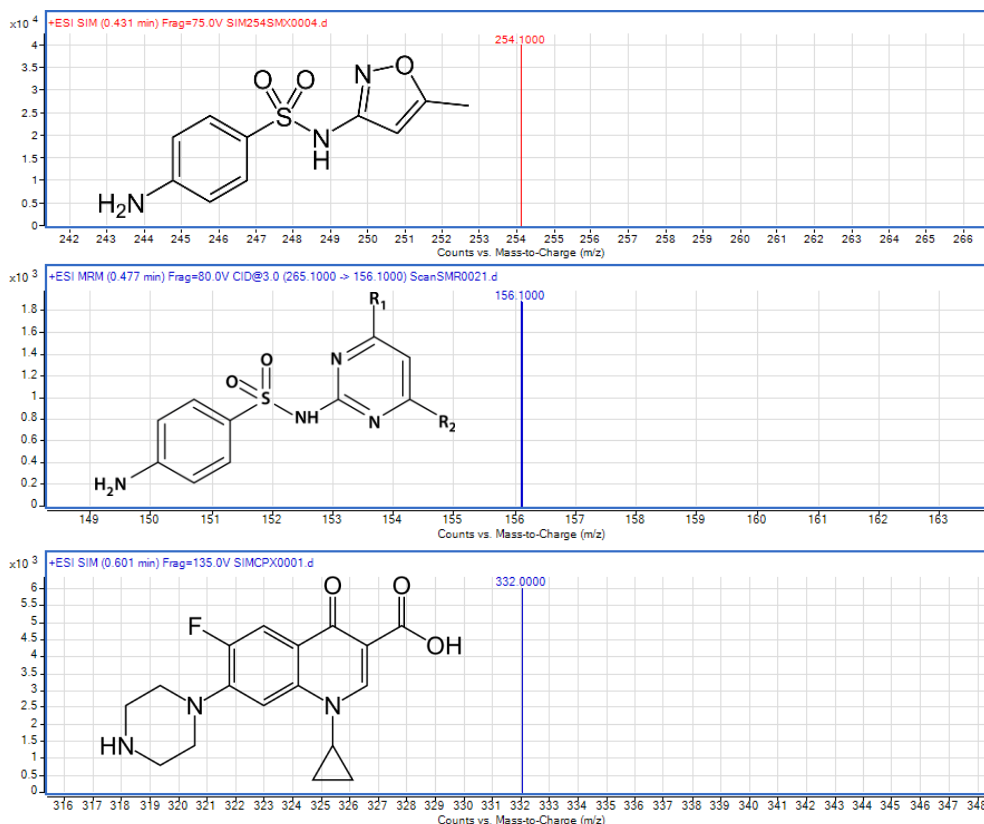 x10 4
+ESI SIM (0.431 min) Frag=75.0V SIM254SMX0004.d
254.1000
4
3.5
3
2.5
2
1.5
1
0.5
0
O O N O
S
N
H
H₂N
242 243 244 245 246 247 248 249 250 251 252 253 254 255 256 257 258 259 260 261 262 263 264 265 266
Counts vs. Mass-to-Charge (m/z)
x10 3
+ESI MRM (0.477 min) Frag=80.0V CID@3.0 (265.1000 -> 156.1000) ScanSMR0021.d
156.1000
1.8
1.6
1.4
1.2
1
0.8
0.6
0.4
0.2
0
R₁
N
O
O
S
NH
N
R₂
H₂N
149 150 151 152 153 154 155 156 157 158 159 160 161 162 163
Counts vs. Mass-to-Charge (m/z)
x10 3
+ESI SIM (0.601 min) Frag=135.0V SIMCPX0001.d
332.0000
6
5.5
5
4.5
4
3.5
3
2.5
2
1.5
1
0.5
0
O O
F
OH
N N
HN
316 317 318 319 320 321 322 323 324 325 326 327 328 329 330 331 332 333 334 335 336 337 338 339 340 341 342 343 344 345 346 347 348
Counts vs. Mass-to-Charge (m/z)